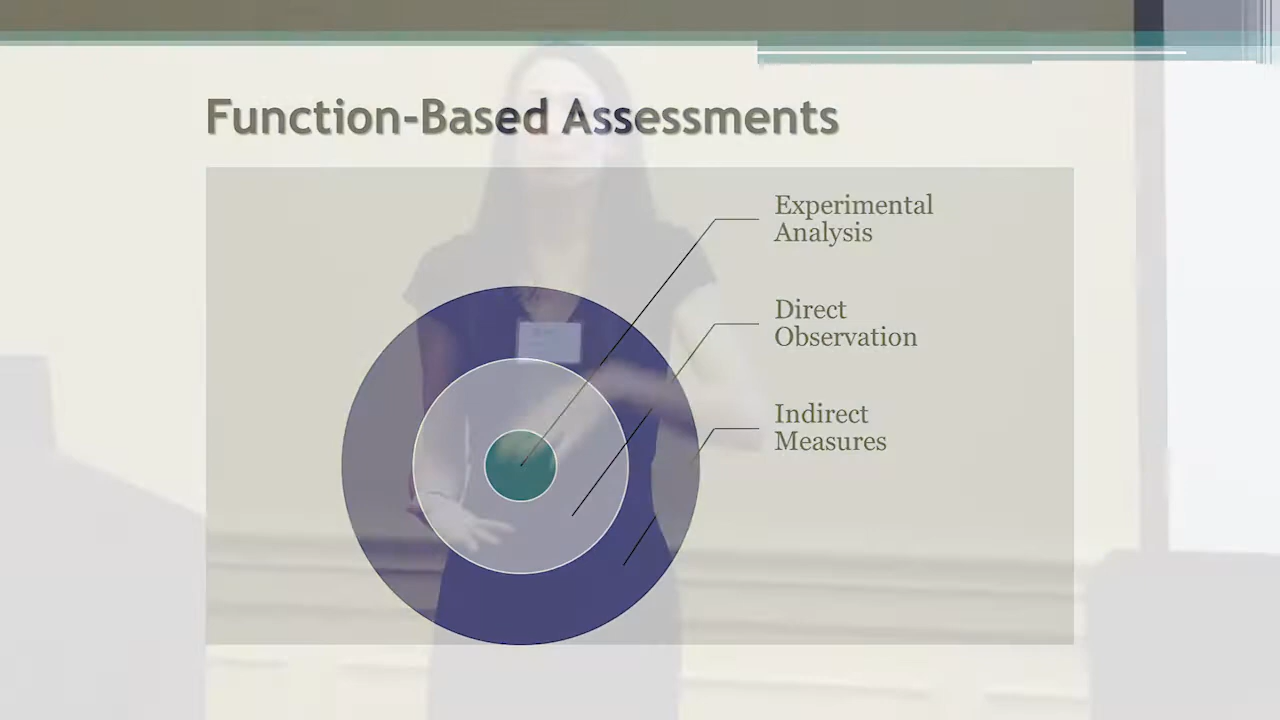 Function-Based Assessments
Experimental
Analysis
Direct
Observation
Indirect
Measures